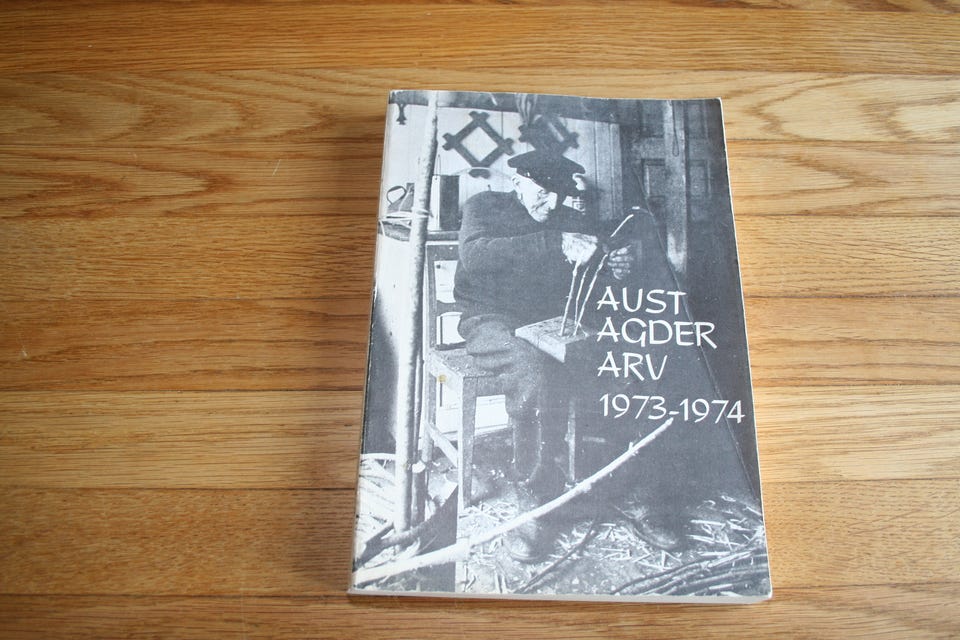 AUST
AGDER
ARV
1973-1974